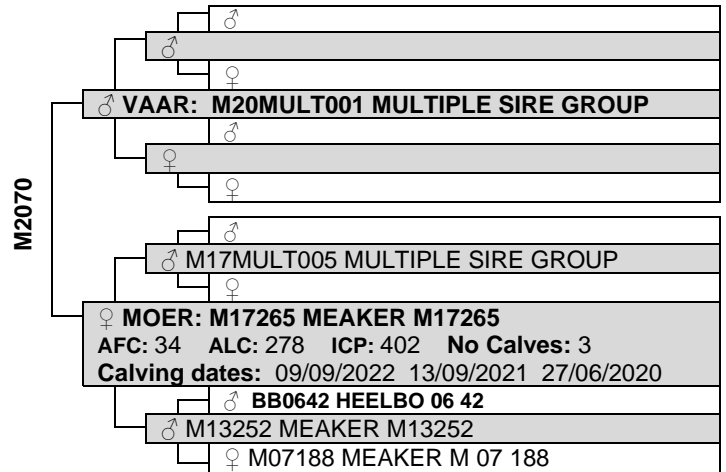 ♂
♂
♀
♂ VAAR: M20MULT001 MULTIPLE SIRE GROUP
♂
♀
♀
M2070
♂
♂ M17MULT005 MULTIPLE SIRE GROUP
♀
♀ MOER: M17265 MEAKER M17265
AFC: 34 ALC: 278 ICP: 402 No Calves: 3
Calving dates: 09/09/2022 13/09/2021 27/06/2020
♂ BB0642 HEELBO 06 42
♂ M13252 MEAKER M13252
♀ M07188 MEAKER M 07 188